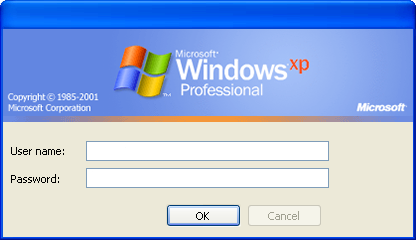 Microsoft®
Windows xp
Professional
Copyright © 1985-2001
Microsoft Corporation
Microsoft
User name:
Password:
OK
Cancel